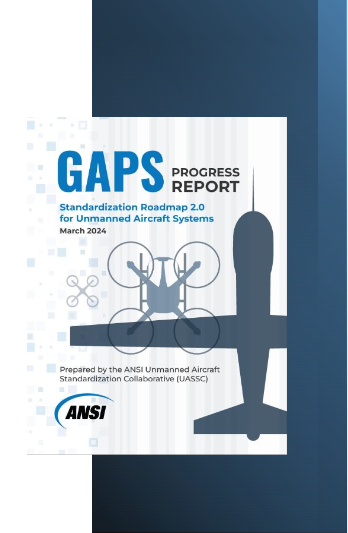 GAPS PROGRESS REPORT
Standardization Roadmap 2.0
for Unmanned Aircraft Systems
March 2024
Prepared by the ANSI Unmanned Aircraft
Standardization Collaborative (UASSC)
ANSI